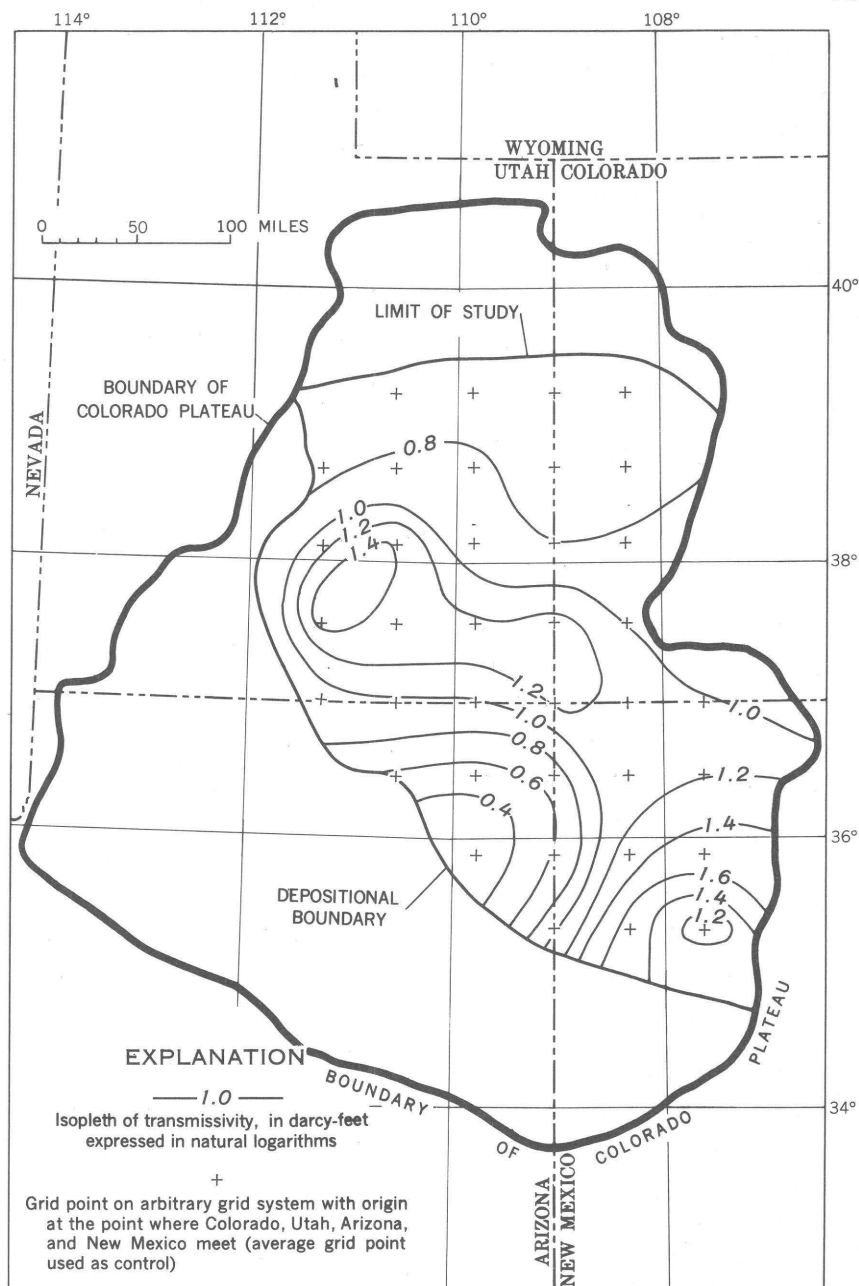 114° 112° 110° 108°
WYOMING
UTAH COLORADO
0 50 100 MILES
40°
LIMIT OF STUDY
BOUNDARY OF
COLORADO PLATEAU
NEVADA
0.8
1.0
1.2
1.4
38°
1.2
1.0
1.0
0.8
0.6
1.2
0.4
1.4
36°
1.6
DEPOSITIONAL
BOUNDARY
1.4
1.2
EXPLANATION
1.0
Isopleth of transmissivity, in darcy-feet
expressed in natural logarithms
+
Grid point on arbitrary grid system with origin
at the point where Colorado, Utah, Arizona,
and New Mexico meet (average grid point
used as control)
BOUNDARY OF COLORADO PLATEAU
34°
ARIZONA
NEW MEXICO